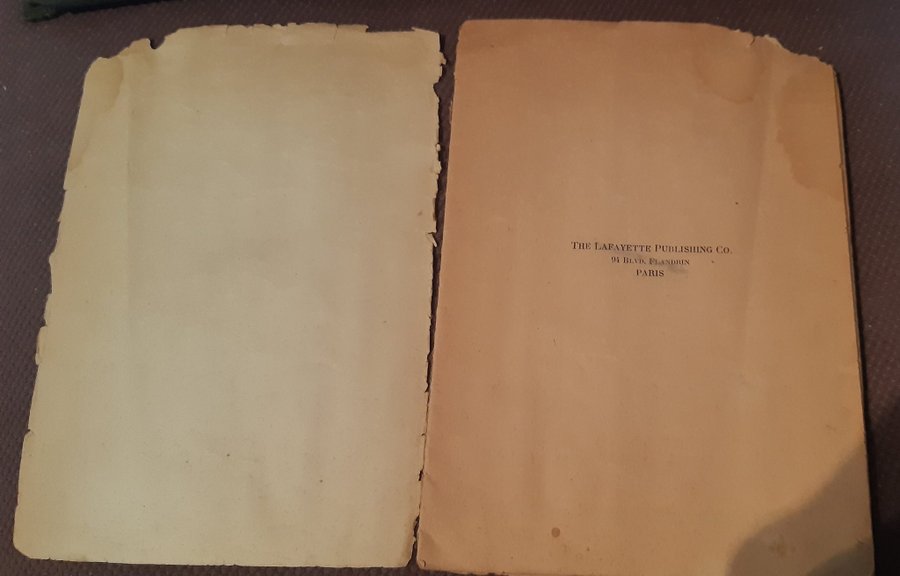 The Lafayette Publishing Co.
94 Blvd. Flandrin
PARIS